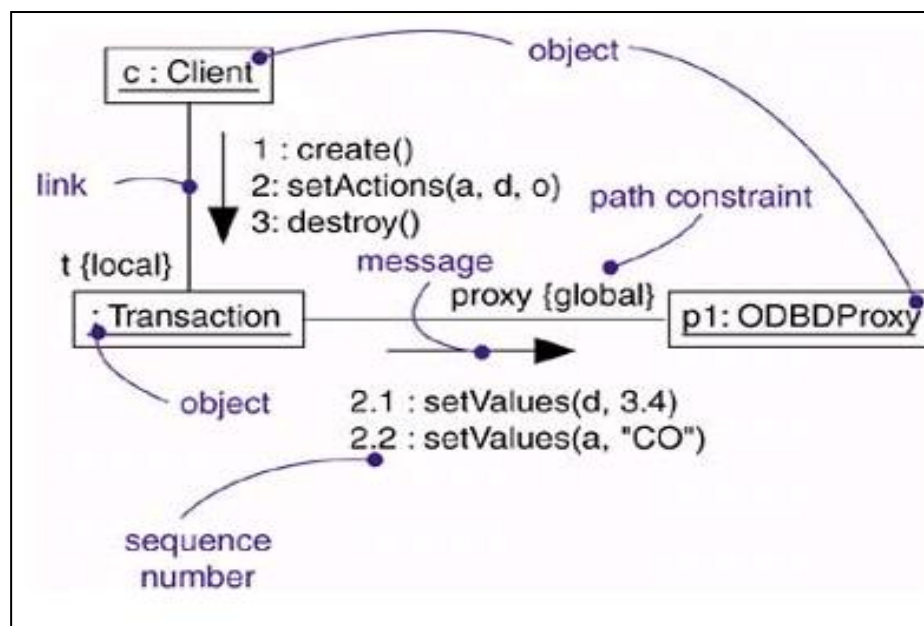 object
c : Client
1 : create()
link
2: setActions(a, d, o)
path constraint
3: destroy()
t {local}
message
proxy {global}
: Transaction
p1: ODBDProxy
object
2.1 : setValues(d, 3.4)
2.2 : setValues(a, "CO")
sequence
number